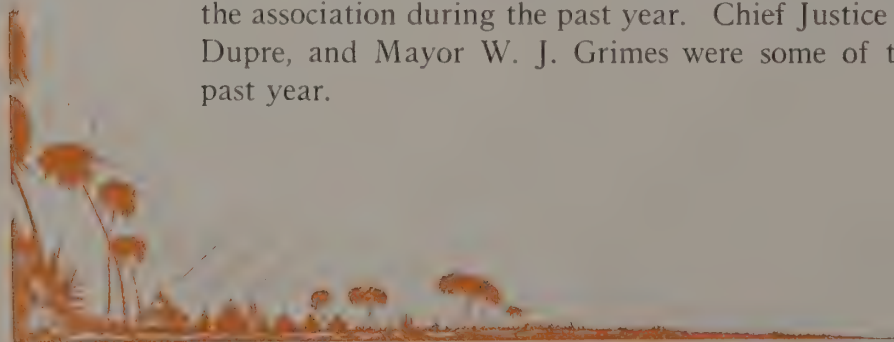 the association during the past year. Chief Justice
Dupre, and Mayor W. J. Grimes were some of t
past year.